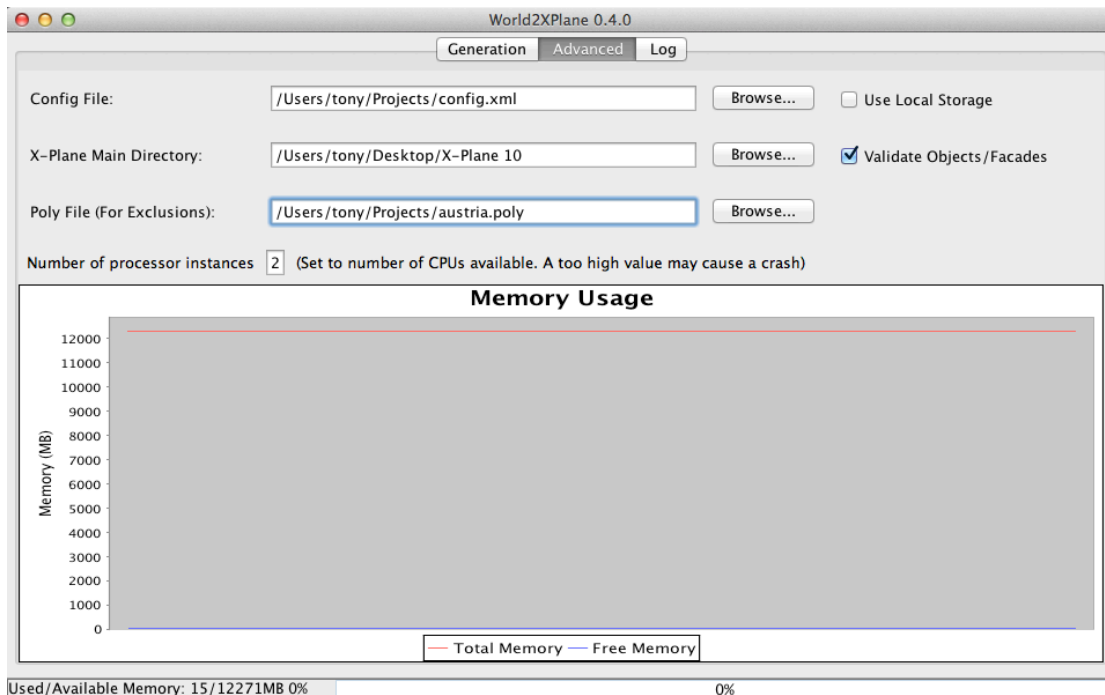 World2XPlane 0.4.0
Generation Advanced Log
Config File: /Users/tony/Projects/config.xml Browse... Use Local Storage
X-Plane Main Directory: /Users/tony/Desktop/X-Plane 10 Browse... Validate Objects/Facades
Poly File (For Exclusions): /Users/tony/Projects/austria.poly Browse...
Number of processor instances 2 (Set to number of CPUs available. A too high value may cause a crash)
Memory Usage
12000
11000
10000
9000
8000
7000
6000
5000
4000
3000
2000
1000
0
Memory (MB)
Total Memory Free Memory
Used/Available Memory: 15/12271MB 0% 0%